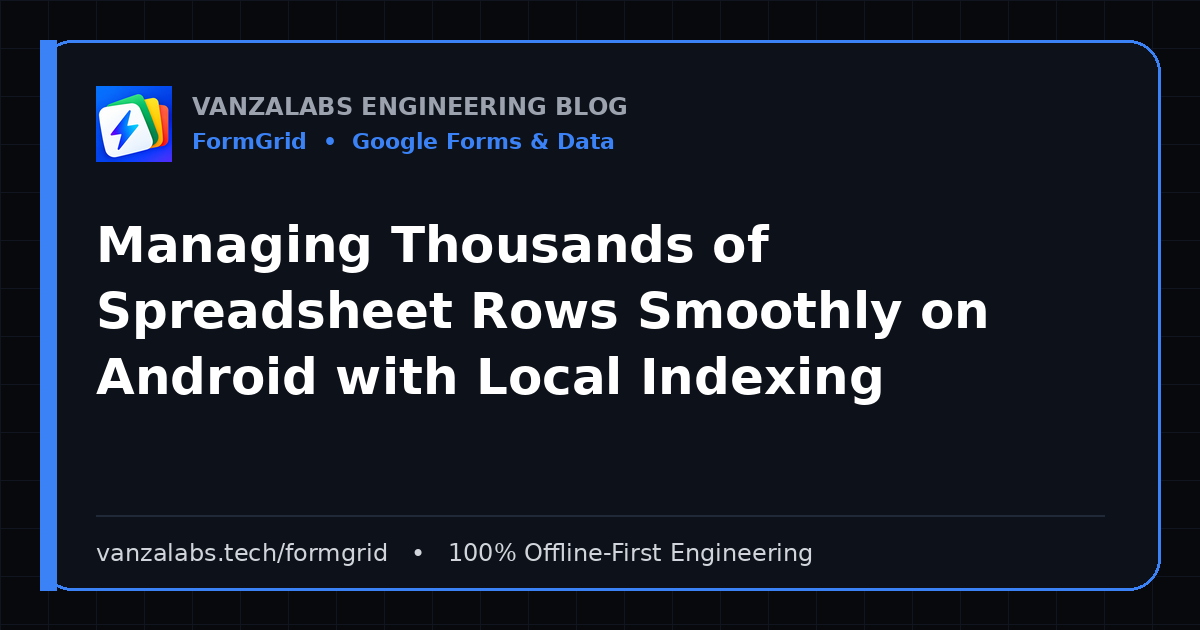 VANZALABS ENGINEERING BLOG
FormGrid • Google Forms & Data
Managing Thousands of
Spreadsheet Rows Smoothly on
Android with Local Indexing
vanzalabs.tech/formgrid • 100% Offline-First Engineering